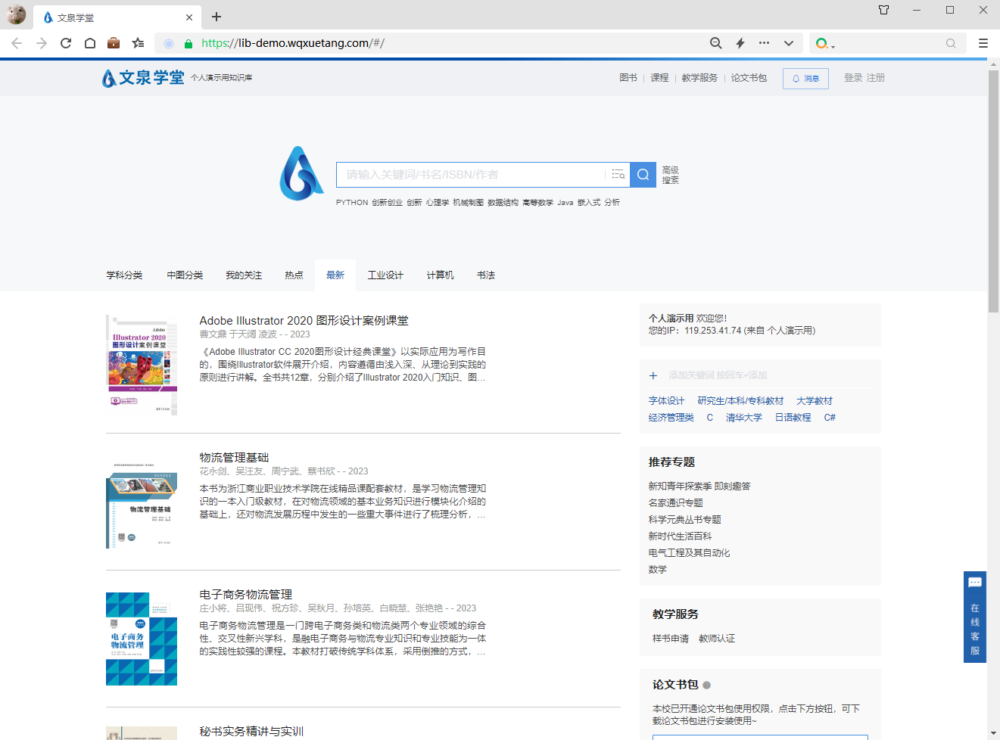 文泉学堂
https://lib-demo.wqxuetang.com/#/
文泉学堂 个人演示用知识库
图书 | 课程 | 教学服务 | 论文书包 消息 登录 注册
请输入关键词/书名/ISBN/作者
高级
搜索
PYTHON 创新创业 创新 心理学 机械制图 数据结构 高等数学 Java 嵌入式 分析
学科分类 中图分类 我的关注 热点 最新 工业设计 计算机 书法
Adobe
Illustrator 2020
图形设计案例课堂
Adobe Illustrator 2020 图形设计案例课堂
曹文鼎 于天阔 凌波 - - 2023
《Adobe Illustrator CC 2020图形设计经典课堂》以实际应用为写作目
的，围绕Illustrator软件展开介绍，内容遵循由浅入深、从理论到实践的
原则进行讲解。全书共12章，分别介绍了Illustrator 2020入门知识、图...
物流管理基础
物流管理基础
花永剑、吴汪友、周宁武、蔡书欣 - - 2023
本书为浙江商业职业技术学院在线精品课配套教材，是学习物流管理知
识的一本入门级教材，在对物流领域的基本业务知识进行模块化介绍的
基础上，还对物流发展历程中发生的一些重大事件进行了梳理分析，...
电子商务
物流管理
电子商务物流管理
庄小将、吕现伟、祝方珍、吴秋月、孙培英、白晓慧、张艳艳 - - 2023
电子商务物流管理是一门跨电子商务类和物流类两个专业领域的综合
性、交叉性新兴学科，是融电子商务与物流专业知识和专业技能为一体
的实践性较强的课程。本教材打破传统学科体系，采用倒推的方式，...
秘书实务精讲与实训
个人演示用 欢迎您！
您的IP：119.253.41.74 (来自 个人演示用)
+ 添加关键词 按回车↵添加
字体设计 研究生/本科/专科教材 大学教材
经济管理类 C 清华大学 日语教程 C#
推荐专题
新知青年探索季 即刻趣答
名家通识专题
科学元典丛书专题
新时代生活百科
电气工程及其自动化
数学
教学服务
样书申请 教师认证
论文书包
本校已开通论文书包使用权限，点击下方按钮，可下
载论文书包进行安装使用~
在
线
客
服